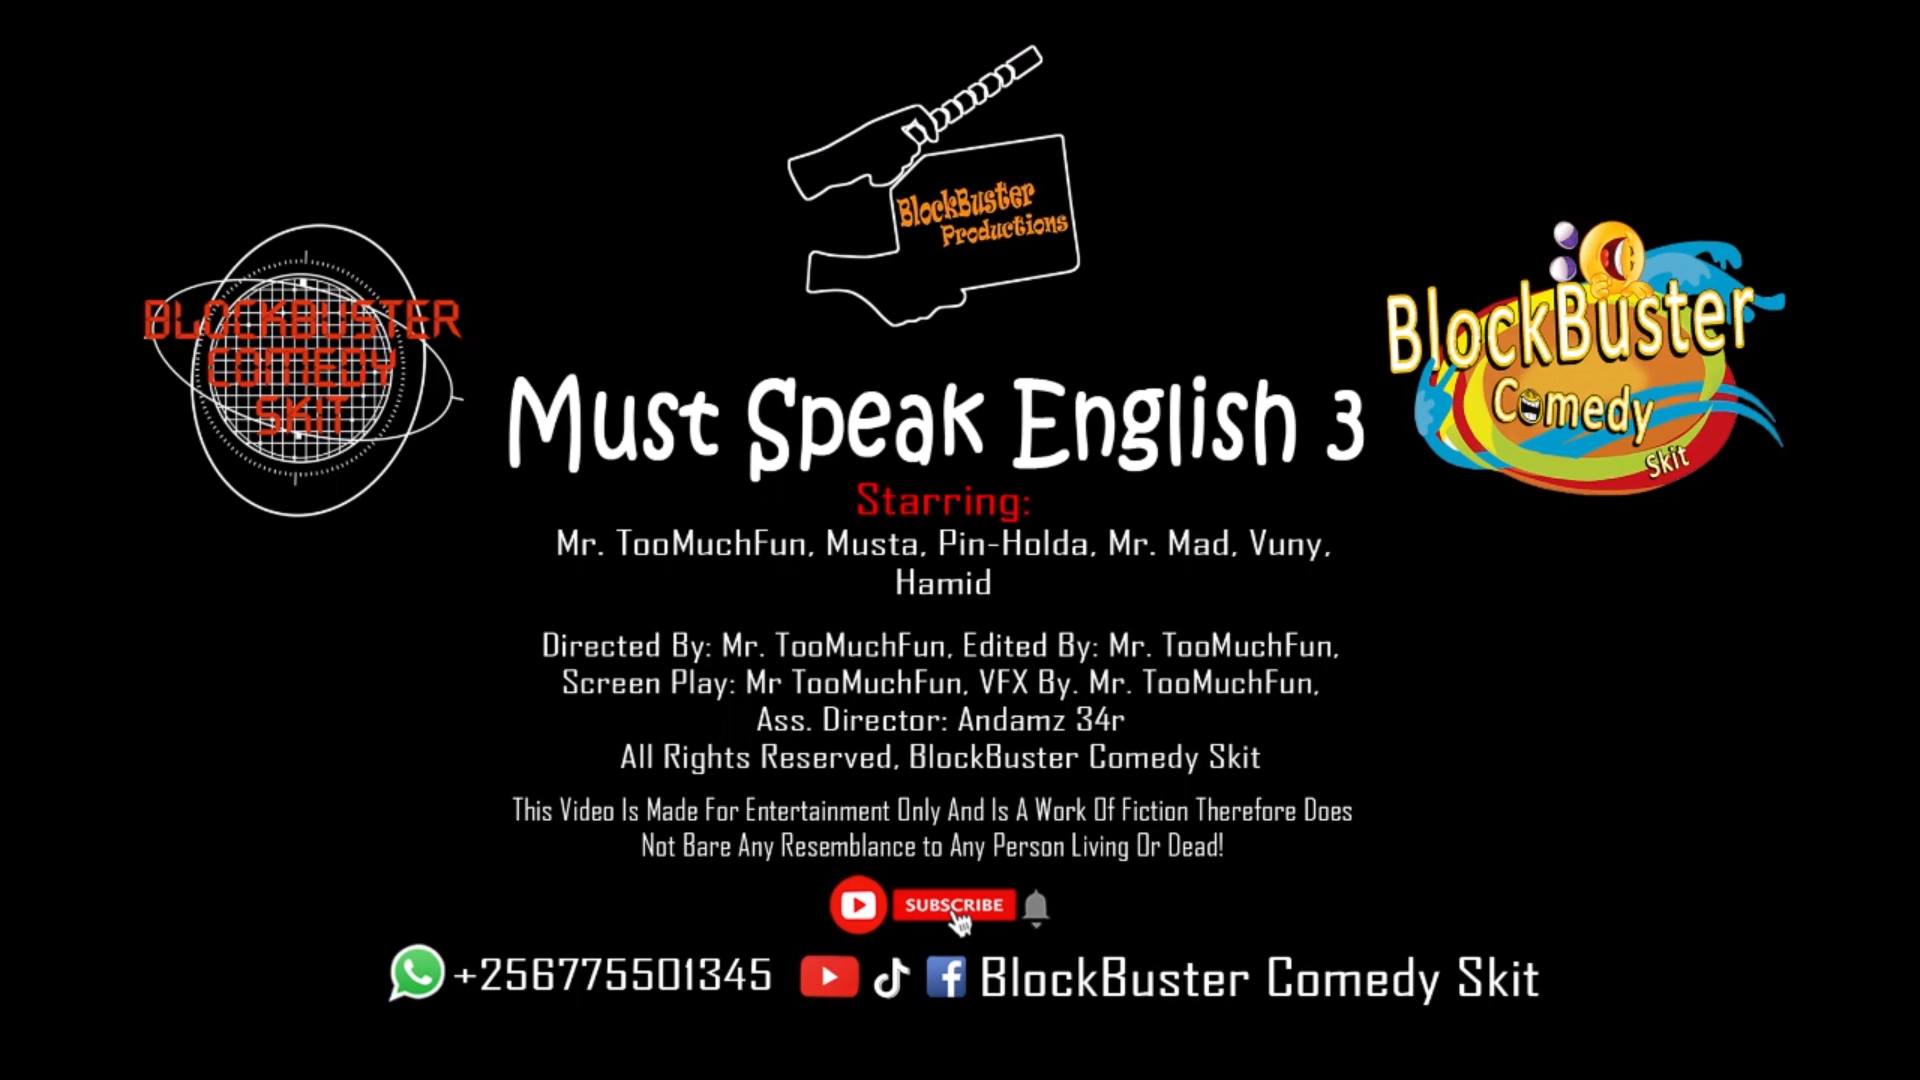 BlockBuster
Productions
BLOCKBUSTER
COMEDY
SKIT
BlockBuster
Comedy
Skit
Must Speak English 3
Starring:
Mr. TooMuchFun, Musta, Pin-Holda, Mr. Mad, Vuny,
Hamid
Directed By: Mr. TooMuchFun, Edited By: Mr. TooMuchFun,
Screen Play: Mr TooMuchFun, VFX By. Mr. TooMuchFun,
Ass. Director: Andamz 34r
All Rights Reserved, BlockBuster Comedy Skit
This Video Is Made For Entertainment Only And Is A Work Of Fiction Therefore Does
Not Bare Any Resemblance to Any Person Living Or Dead!
SUBSCRIBE
+256775501345 BlockBuster Comedy Skit